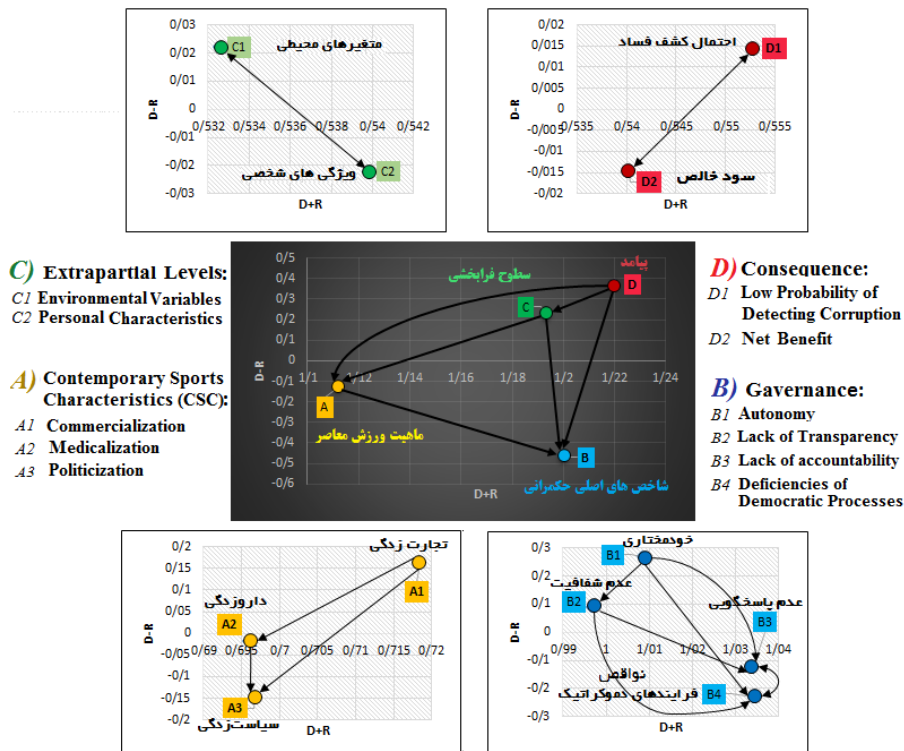 0/03
0/02
0/01
0
-0/01
-0/02
-0/03
D-R
0/532
0/534
0/536
0/538
0/54
0/542
C1
متغیرهای محیطی
ویژگی های شخصی
C2
D+R
0/02
0/015
0/01
0/005
0
-0/005
-0/01
-0/015
-0/02
D-R
0/535
0/54
0/545
0/55
0/555
احتمال کشف فساد
D1
D2
سود خالص
D+R
C) Extrapartial Levels:
C1 Environmental Variables
C2 Personal Characteristics
A) Contemporary Sports
Characteristics (CSC):
A1 Commercialization
A2 Medicalization
A3 Politicization
0/5
0/4
0/3
0/2
0/1
0
-0/1
-0/2
-0/3
-0/4
-0/5
-0/6
D-R
1/1
1/12
1/14
1/16
1/18
1/2
1/22
1/24
سطوح فرابخشی
پیامد
D
C
A
ماهیت ورزش معاصر
B
شاخص های اصلی حکمرانی
D+R
D) Consequence:
D1 Low Probability of
Detecting Corruption
D2 Net Benefit
B) Gavernance:
B1 Autonomy
B2 Lack of Transparency
B3 Lack of accountability
B4 Deficiencies of
Democratic Processes
0/2
0/15
0/1
0/05
0
-0/05
-0/1
-0/15
-0/2
D-R
0/69
0/695
0/7
0/705
0/71
0/715
0/72
تجارت زدگی
A1
داروزدگی
A2
A3
سیاست‌زدگی
D+R
0/3
0/2
0/1
0
-0/1
-0/2
-0/3
D-R
0/99
1
1/01
1/02
1/03
1/04
خودمختاری
B1
عدم شفافیت
B2
عدم پاسخگویی
B3
نواقص
فرایندهای دموکراتیک
B4
D+R